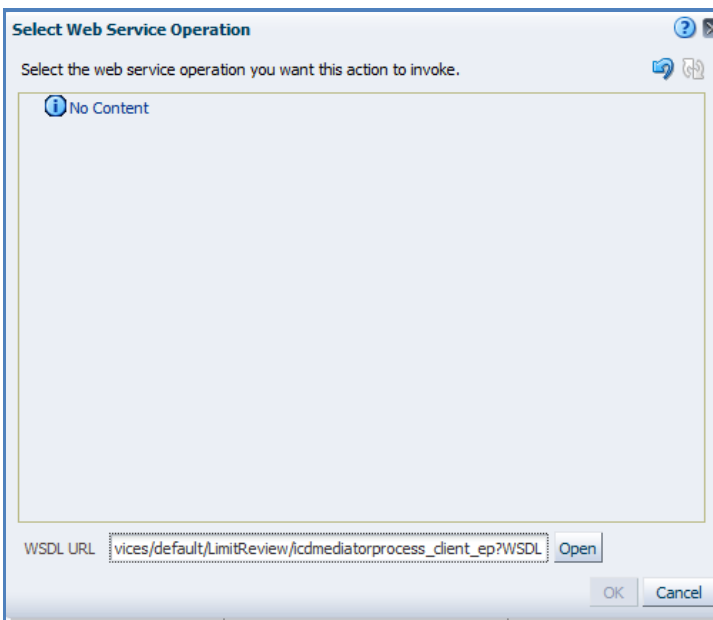 Select Web Service Operation
Select the web service operation you want this action to invoke.
No Content
WSDL URL vices/default/LimitReview/icdmediatorprocess_client_ep?WSDL Open
OK Cancel